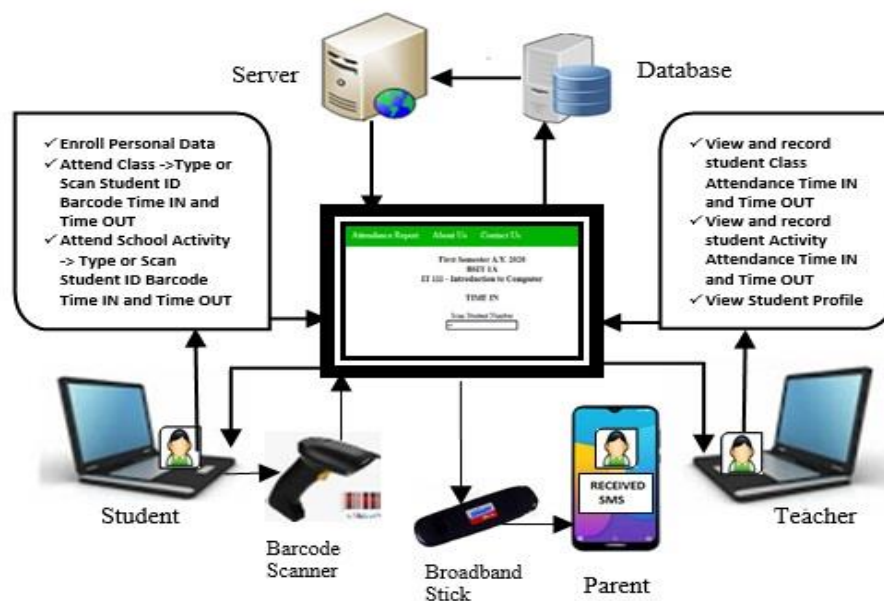 Server
Database
✓ Enroll Personal Data
✓ Attend Class ->Type or
Scan Student ID
Barcode Time IN and
Time OUT
✓ Attend School Activity
-> Type or Scan
Student ID Barcode
Time IN and Time OUT
✓ View and record
student Class
Attendance Time IN
and Time OUT
✓ View and record
student Activity
Attendance Time IN
and Time OUT
✓ View Student Profile
Attendance Report About Us Contact Us
First Semester A.Y. 2020
BSIT 1A
IT 111 - Introduction to Computer
TIME IN
Scan Student Number
Student
Barcode
Scanner
Broadband
Stick
RECEIVED
SMS
Parent
Teacher